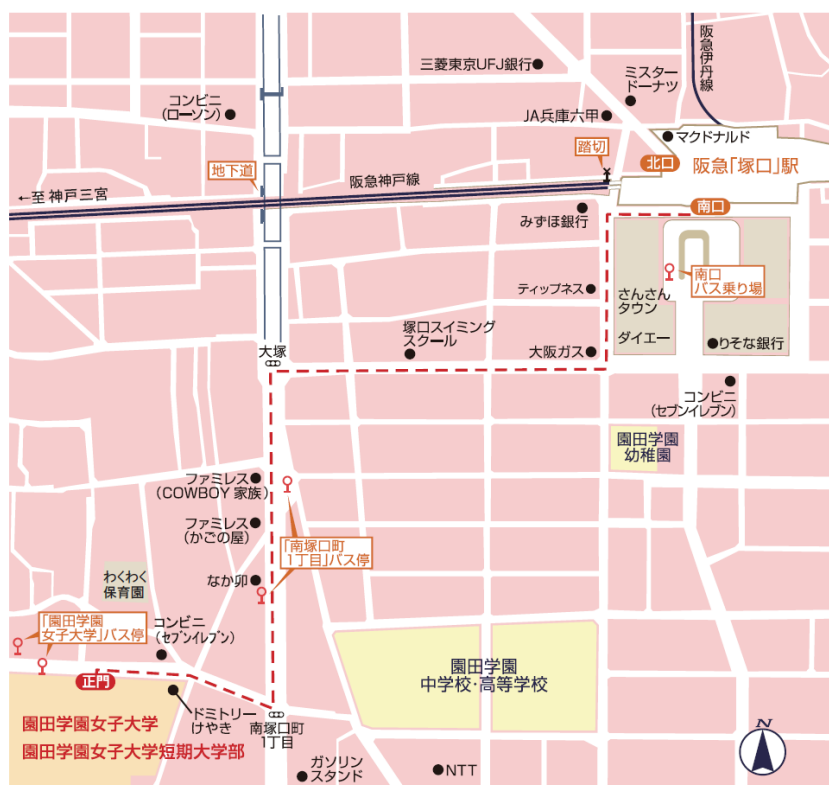 阪急伊丹線
三菱東京UFJ銀行
ミスター
ドーナツ
コンビニ
(ローソン)
JA兵庫六甲
マクドナルド
踏切
北口
阪急「塚口」駅
地下道
阪急神戸線
←至 神戸三宮
南口
みずほ銀行
南口
バス乗り場
ティップネス
さんさん
タウン
塚口スイミング
スクール
大阪ガス
ダイエー
りそな銀行
大塚
コンビニ
(セブンイレブン)
園田学園
幼稚園
ファミレス
(COWBOY 家族)
ファミレス
(かごの屋)
「南塚口町
1丁目」バス停
なか卯
わくわく
保育園
「園田学園
女子大学」バス停
コンビニ
(セブンイレブン)
園田学園
中学校・高等学校
正門
ドミトリー
けやき
南塚口町
1丁目
園田学園女子大学
園田学園女子大学短期大学部
ガソリン
スタンド
NTT
N